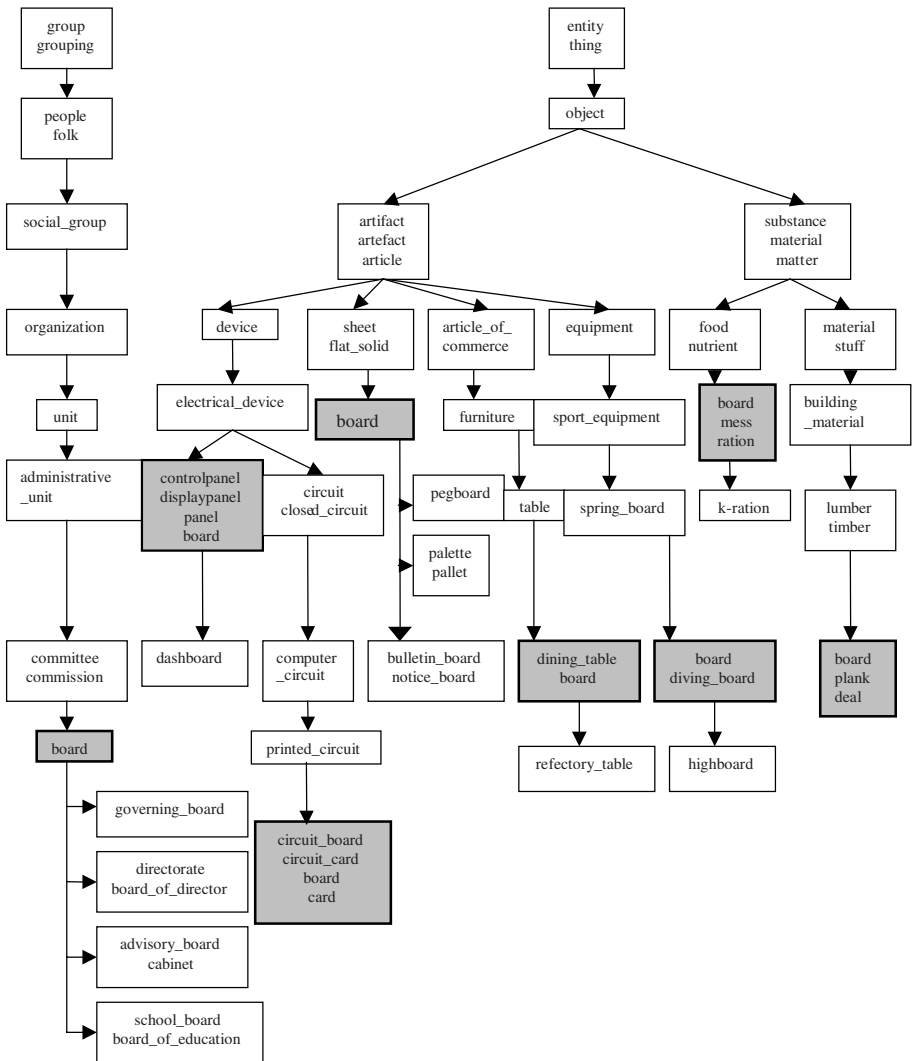 group
grouping
entity
thing
people
folk
object
social_group
artifact
artefact
article
substance
material
matter
organization
device
sheet
flat_solid
article_of_
commerce
equipment
food
nutrient
material
stuff
unit
electrical_device
board
furniture
sport_equipment
board
mess
ration
building
_material
administrative
_unit
controlpanel
displaypanel
panel
board
circuit
closed_circuit
pegboard
table
spring_board
k-ration
lumber
timber
palette
pallet
committee
commission
dashboard
computer
_circuit
bulletin_board
notice_board
dining_table
board
board
diving_board
board
plank
deal
board
printed_circuit
refectory_table
highboard
governing_board
circuit_board
circuit_card
board
card
directorate
board_of_director
advisory_board
cabinet
school_board
board_of_education